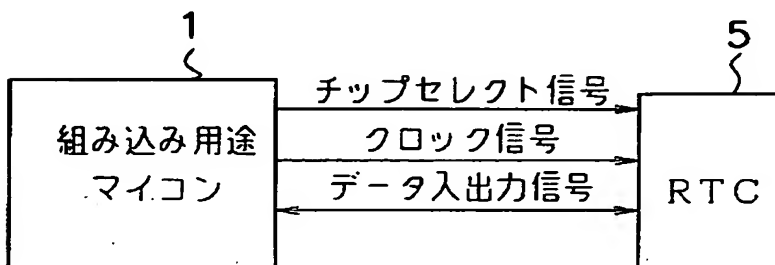 1
5
チップセレクト信号
組み込み用途
マイコン
クロック信号
データ入出力信号
RTC